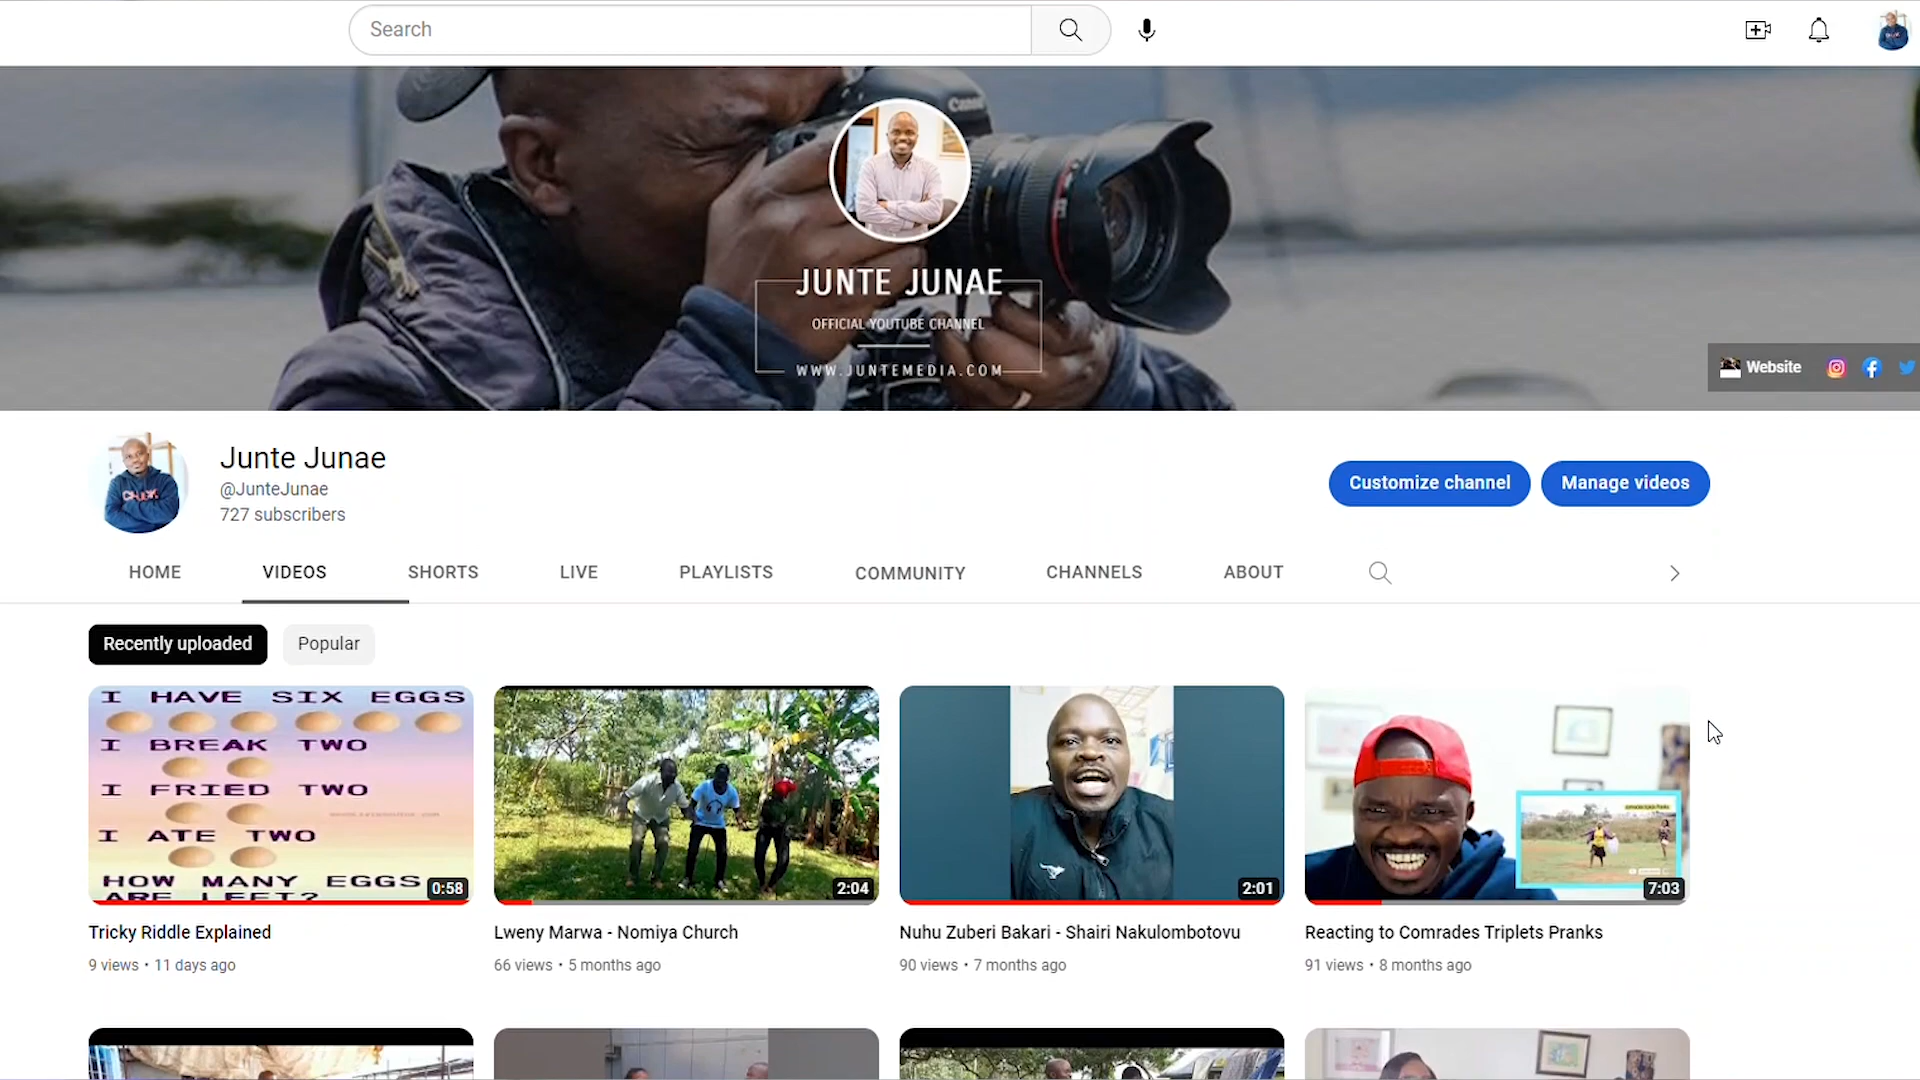 Search
Canon
JUNTE JUNAE
OFFICIAL YOUTUBE CHANNEL
WWW.JUNTEMEDIA.COM
Website
Junte Junae
@JunteJunae
727 subscribers
Customize channel
Manage videos
HOME
VIDEOS
SHORTS
LIVE
PLAYLISTS
COMMUNITY
CHANNELS
ABOUT
Recently uploaded
Popular
I HAVE SIX EGGS
I BREAK TWO
I FRIED TWO
I ATE TWO
HOW MANY EGGS
ARE LEFT?
0:58
2:04
2:01
7:03
Tricky Riddle Explained
9 views • 11 days ago
Lweny Marwa - Nomiya Church
66 views • 5 months ago
Nuhu Zuberi Bakari - Shairi Nakulombotovu
90 views • 7 months ago
Reacting to Comrades Triplets Pranks
91 views • 8 months ago